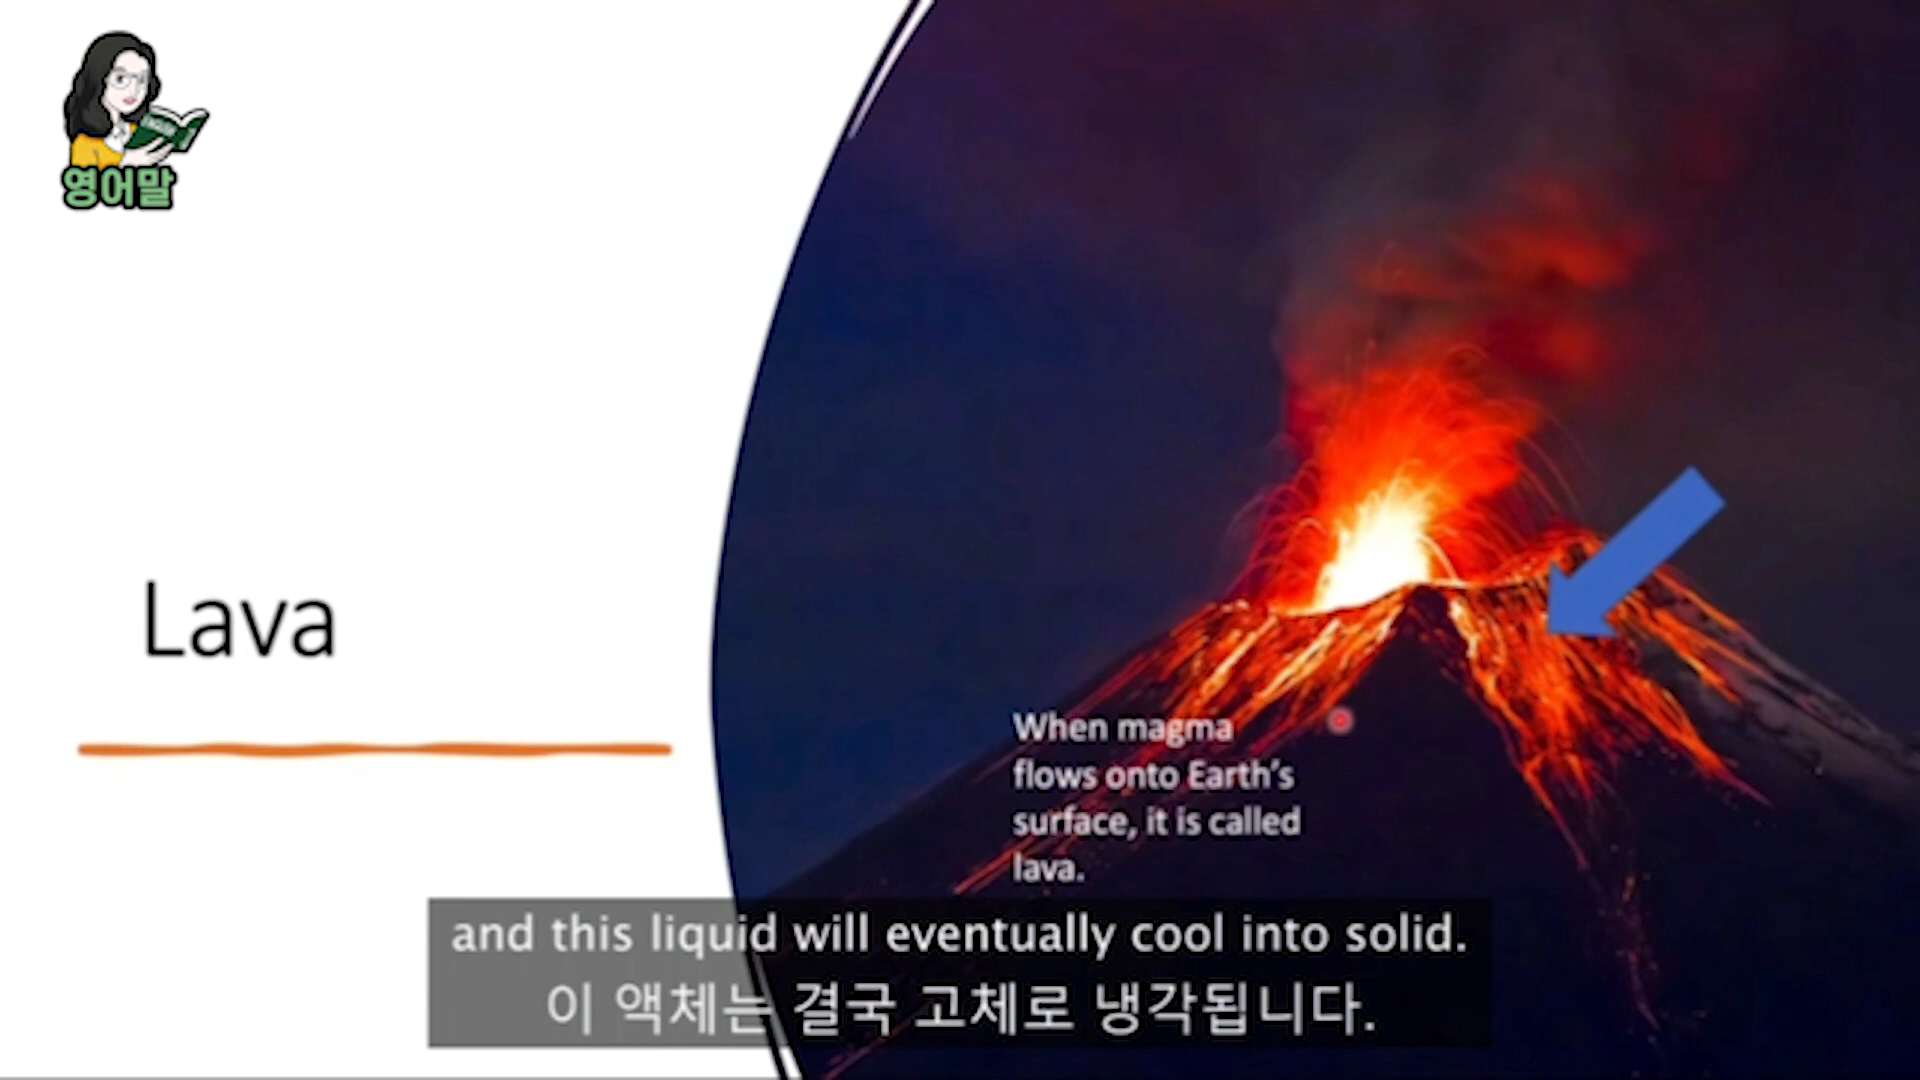 영어말
Lava
When magma
flows onto Earth's
surface, it is called
lava.
and this liquid will eventually cool into solid.
이 액체는 결국 고체로 냉각됩니다.